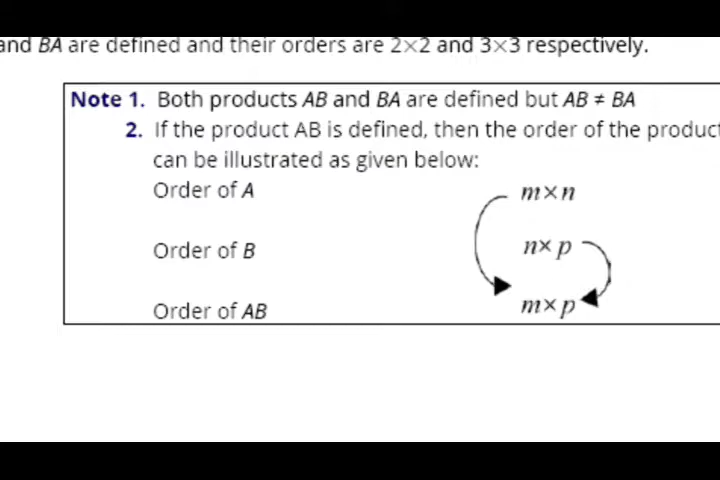 and BA are defined and their orders are 2×2 and 3×3 respectively.
Note 1. Both products AB and BA are defined but AB ≠ BA
2. If the product AB is defined, then the order of the product
can be illustrated as given below:
Order of A m×n
Order of B n×p
Order of AB m×p